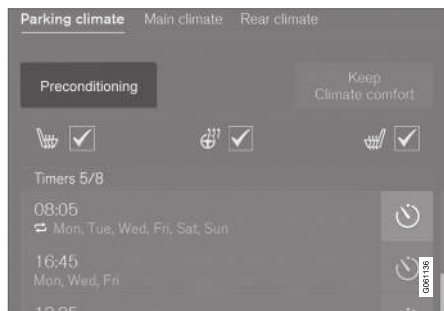 Parking climate Main climate Rear climate
Preconditioning
Keep
Climate comfort
Timers 5/8
08:05
Mon, Tue, Wed, Fri, Sat, Sun
16:45
Mon, Wed, Fri
G061136